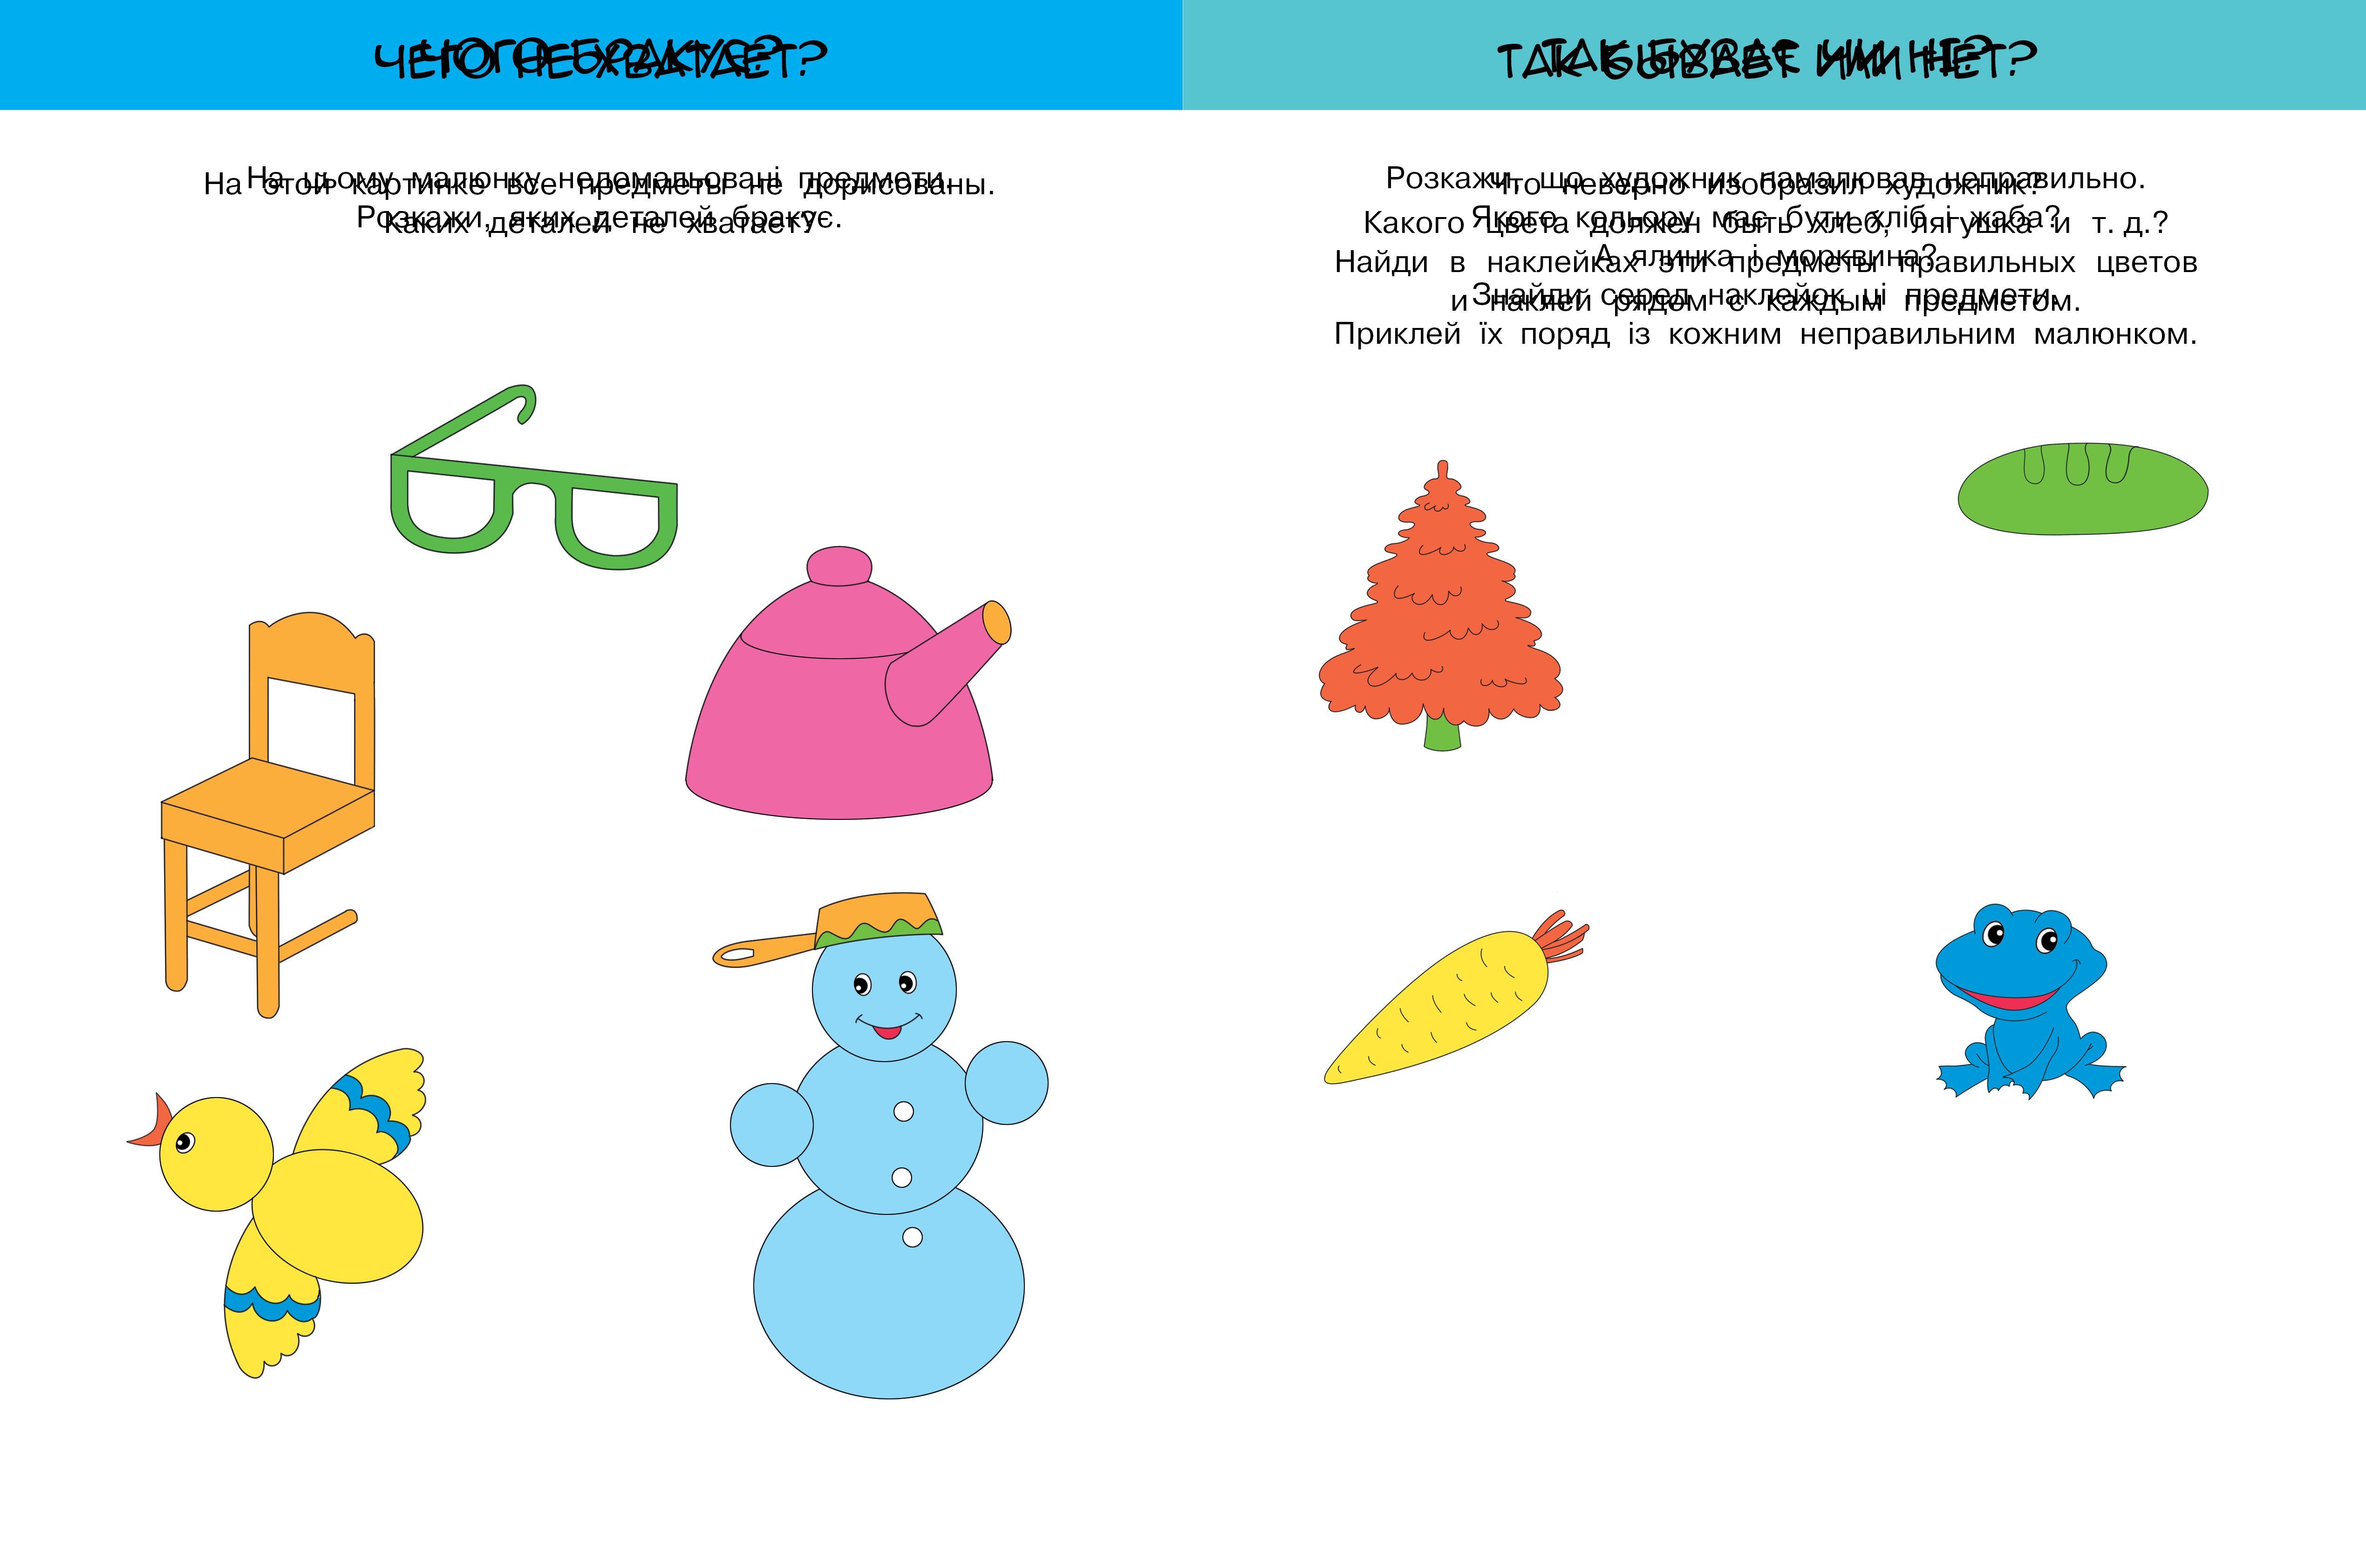 ЧОГО БРАКУЄ?
ЧЕГО НЕ ХВАТАЕТ?
На цьому малюнку недомальовані предмети.
На этой картинке все предметы не дорисованы.
Розкажи, яких деталей бракує.
Каких деталей не хватает?
ТАК БУВАЄ ЧИ НІ?
ТАК БЫВАЕТ ИЛИ НЕТ?
Розкажи, що художник намалював неправильно.
Что неверно изобразил художник?
Якого кольору має бути хліб і жаба?
Какого цвета должен быть хлеб, лягушка и т. д.?
А ялинка і морквина?
Найди в наклейках эти предметы правильных цветов
Знайди серед наклейок ці предмети.
и наклей рядом с каждым предметом.
Приклей їх поряд із кожним неправильним малюнком.